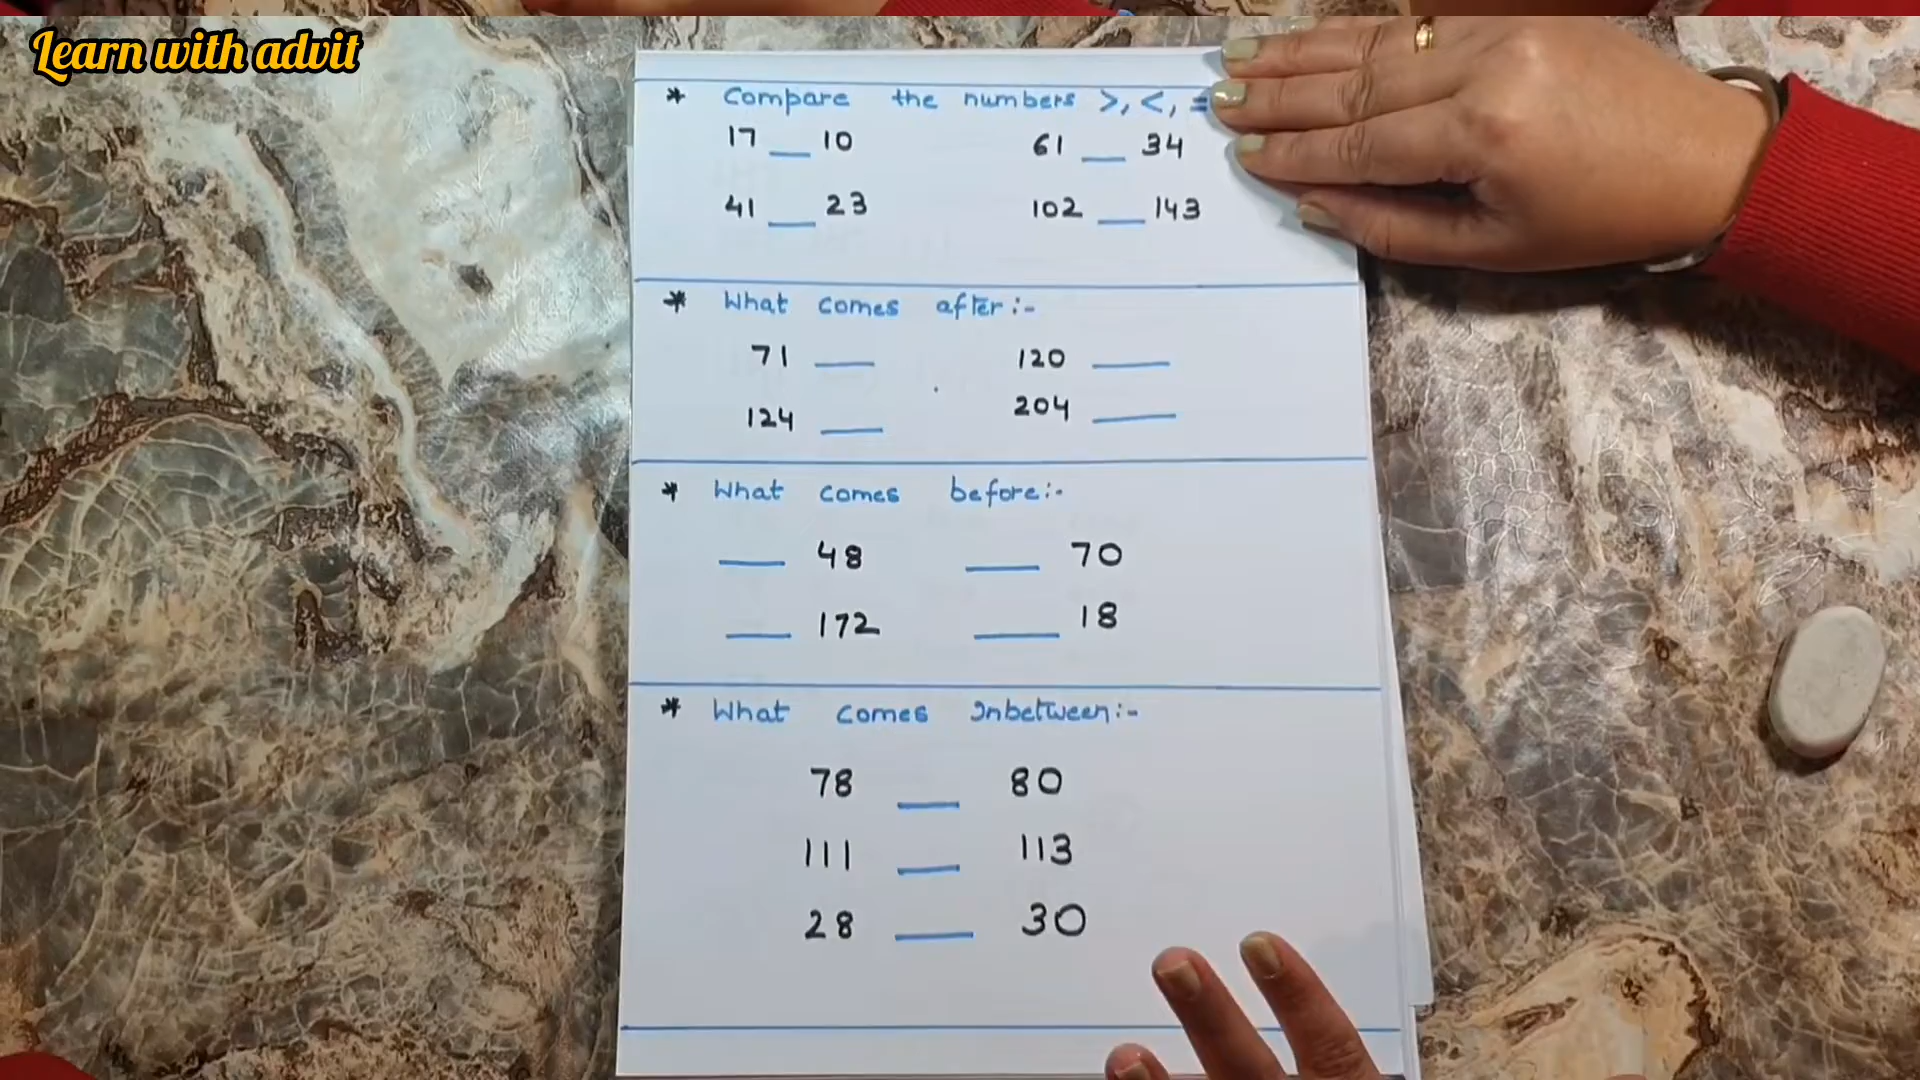 Learn with advit
* Compare the numbers >, <, =
17 __ 10 61 __ 34
41 __ 23 102 __ 143
* What comes after :-
71 __ 120 __
124 __ 204 __
* What comes before :-
__ 48 __ 70
__ 172 __ 18
* What comes Inbetween :-
78 __ 80
111 __ 113
28 __ 30